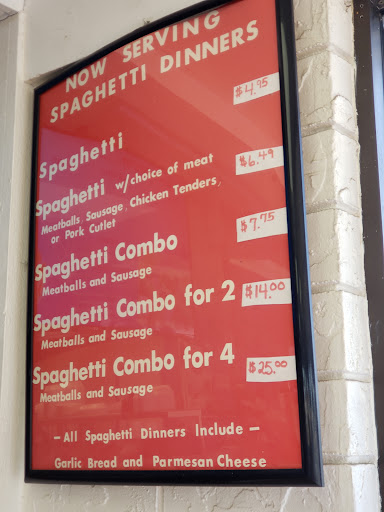 NOW SERVING
SPAGHETTI DINNERS
Spaghetti $4.95
Spaghetti w/choice of meat $6.49
Meatballs, Sausage, Chicken Tenders,
or Pork Cutlet
Spaghetti Combo $7.75
Meatballs and Sausage
Spaghetti Combo for 2 $14.00
Meatballs and Sausage
Spaghetti Combo for 4 $25.00
Meatballs and Sausage
— All Spaghetti Dinners Include —
Garlic Bread and Parmesan Cheese